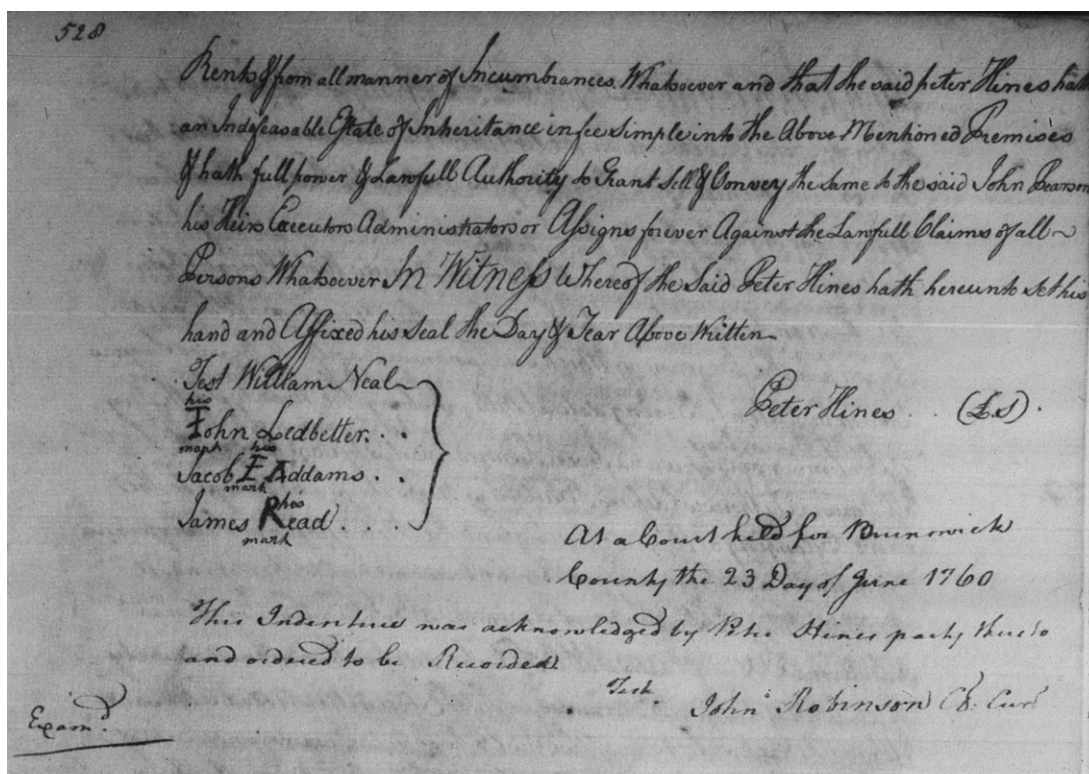 528
Rents & from all manner of Incumbrances Whatsoever and that the said peter Hines hath
an Indefeasable Estate of Inheritance in fee simple into the Above Mentioned Premises
& hath full power & Lawfull Authority to Grant Sell & Convey the same to the said John Pearson
his Heirs Executors Administrators or Assigns forever Against the Lawfull Claims of all
Persons Whatsoever In Witness Whereof the Said Peter Hines hath hereunto set his
hand and Affixed his Seal the Day & Year Above Written
Test William Neal
his
John Ledbetter . .
mark his
Jacob I Addams . .
mark
his
James Read . . . .
mark
Peter Hines . . (L.S) .
At a Court held for Brunswick
County the 23 Day of June 1760
This Indenture was acknowledged by Peter Hines party thereto
and ordered to be Recorded
Test
John Robinson Cl. Cur
Examd.